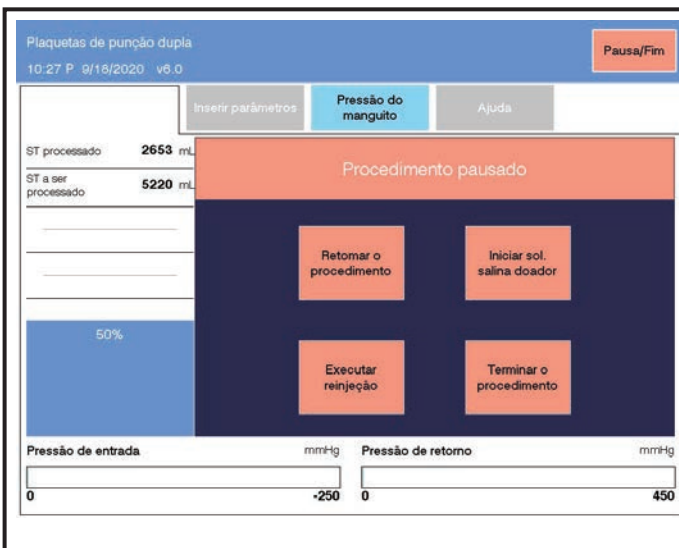 Plaquetas de punção dupla
10:27 P 9/16/2020 v6.0
Pausa/Fim
Inserir parâmetros
Pressão do
manguito
Ajuda
ST processado 2653 mL
ST a ser
processado 5220 mL
Procedimento pausado
Retomar o
procedimento
Iniciar sol.
salina doador
50%
Executar
reinjeção
Terminar o
procedimento
Pressão de entrada mmHg
Pressão de retorno mmHg
0 -250
0 450